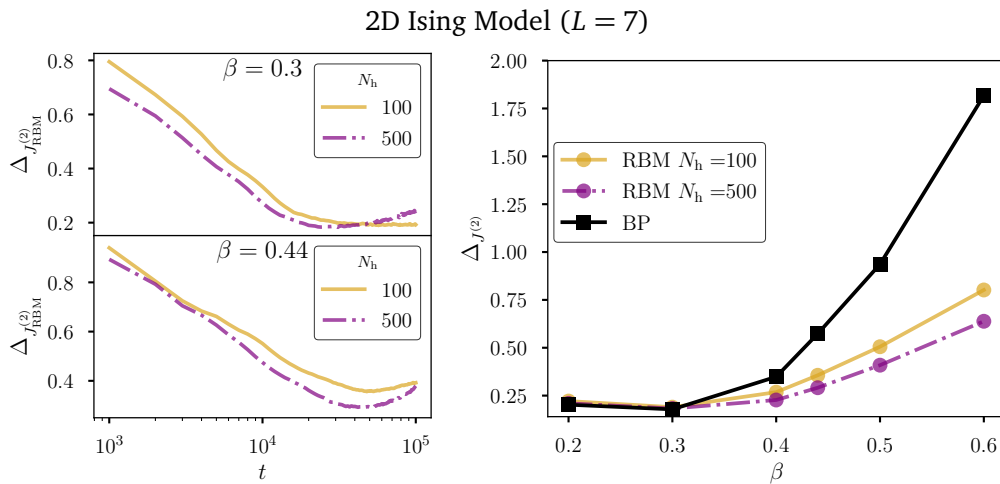 2D Ising Model (L = 7)
Δ_{J_{RBM}^{(2)}}
0.8
0.6
0.4
0.2
β = 0.3
N_h
100
500
Δ_{J_{RBM}^{(2)}}
0.8
0.6
0.4
β = 0.44
N_h
100
500
10^3
10^4
10^5
t
Δ_{J^{(2)}}
2.00
1.75
1.50
1.25
1.00
0.75
0.50
0.25
RBM N_h =100
RBM N_h =500
BP
0.2
0.3
0.4
0.5
0.6
β